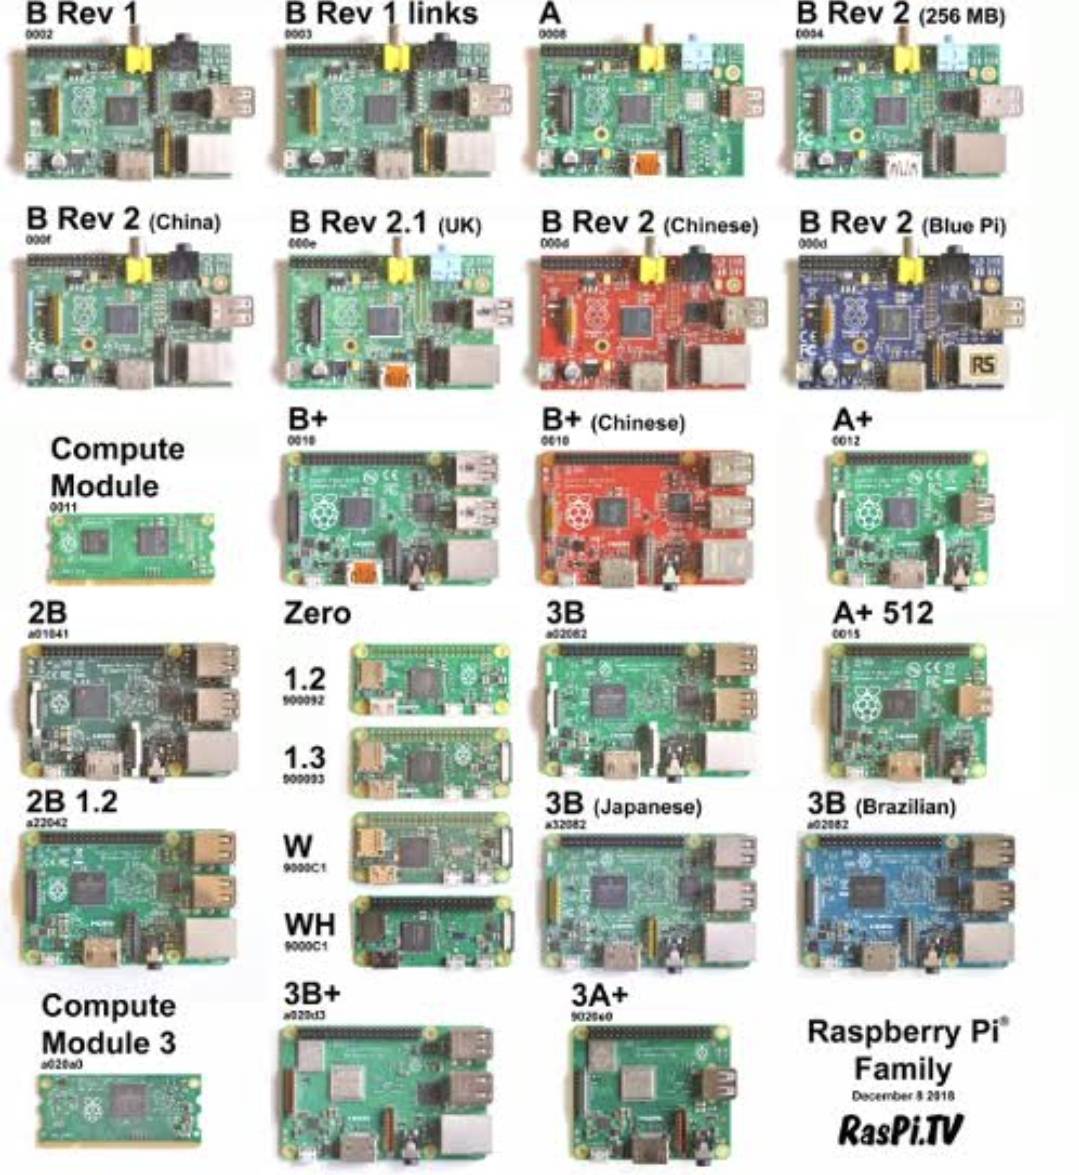 B Rev 1
0002
B Rev 1 links
0003
A
0008
B Rev 2 (256 MB)
0004
B Rev 2 (China)
000f
B Rev 2.1 (UK)
000e
B Rev 2 (Chinese)
000d
B Rev 2 (Blue Pi)
000d
RS
Compute
Module
0011
B+
0010
B+ (Chinese)
0010
A+
0012
2B
a01041
Zero
3B
a02082
A+ 512
0015
1.2
900092
1.3
900093
2B 1.2
a22042
W
9000C1
WH
9000C1
3B (Japanese)
a32082
3B (Brazilian)
a02082
Compute
Module 3
a020a0
3B+
a020d3
3A+
9020e0
Raspberry Pi®
Family
December 8 2018
RasPi.TV